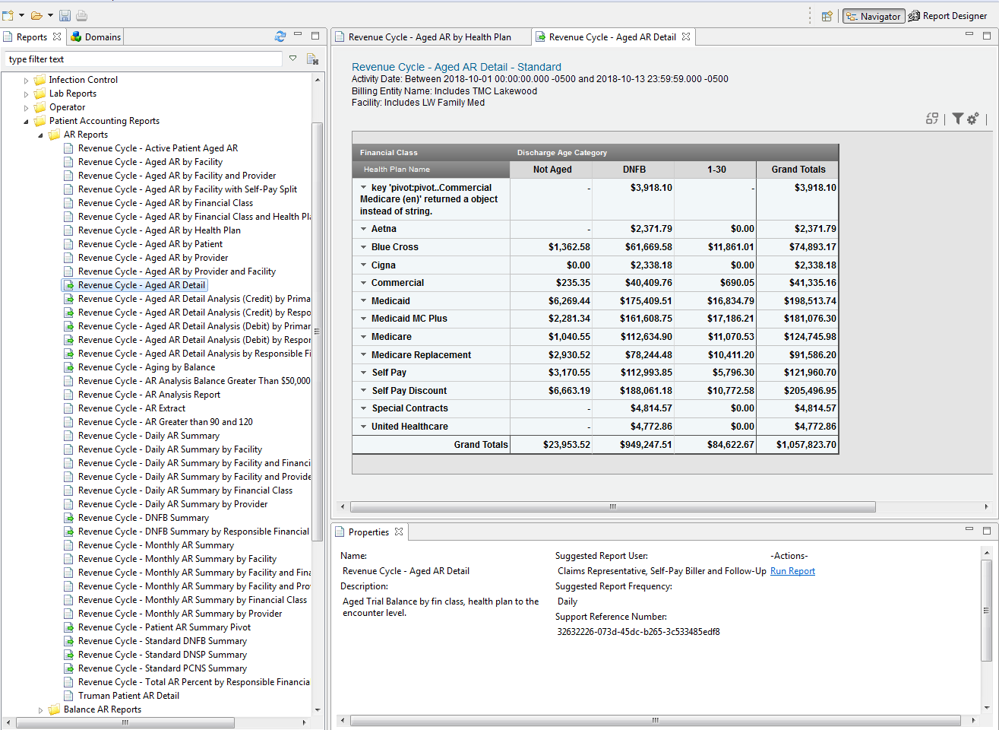 Navigator
Report Designer
Reports
Domains
type filter text
Infection Control
Lab Reports
Operator
Patient Accounting Reports
AR Reports
Revenue Cycle - Active Patient Aged AR
Revenue Cycle - Aged AR by Facility
Revenue Cycle - Aged AR by Facility and Provider
Revenue Cycle - Aged AR by Facility with Self-Pay Split
Revenue Cycle - Aged AR by Financial Class
Revenue Cycle - Aged AR by Financial Class and Health Pl
Revenue Cycle - Aged AR by Health Plan
Revenue Cycle - Aged AR by Patient
Revenue Cycle - Aged AR by Provider
Revenue Cycle - Aged AR by Provider and Facility
Revenue Cycle - Aged AR Detail
Revenue Cycle - Aged AR Detail Analysis (Credit) by Prima
Revenue Cycle - Aged AR Detail Analysis (Credit) by Respo
Revenue Cycle - Aged AR Detail Analysis (Debit) by Primar
Revenue Cycle - Aged AR Detail Analysis (Debit) by Respor
Revenue Cycle - Aged AR Detail Analysis by Responsible Fi
Revenue Cycle - Aging by Balance
Revenue Cycle - AR Analysis Balance Greater Than $50,000
Revenue Cycle - AR Analysis Report
Revenue Cycle - AR Extract
Revenue Cycle - AR Greater than 90 and 120
Revenue Cycle - Daily AR Summary
Revenue Cycle - Daily AR Summary by Facility
Revenue Cycle - Daily AR Summary by Facility and Financi
Revenue Cycle - Daily AR Summary by Facility and Provide
Revenue Cycle - Daily AR Summary by Financial Class
Revenue Cycle - Daily AR Summary by Provider
Revenue Cycle - DNFB Summary
Revenue Cycle - DNFB Summary by Responsible Financial
Revenue Cycle - Monthly AR Summary
Revenue Cycle - Monthly AR Summary by Facility
Revenue Cycle - Monthly AR Summary by Facility and Fina
Revenue Cycle - Monthly AR Summary by Facility and Pro
Revenue Cycle - Monthly AR Summary by Financial Class
Revenue Cycle - Monthly AR Summary by Provider
Revenue Cycle - Patient AR Summary Pivot
Revenue Cycle - Standard DNFB Summary
Revenue Cycle - Standard DNSP Summary
Revenue Cycle - Standard PCNS Summary
Revenue Cycle - Total AR Percent by Responsible Financia
Truman Patient AR Detail
Balance AR Reports
Revenue Cycle - Aged AR by Health Plan
Revenue Cycle - Aged AR Detail
Revenue Cycle - Aged AR Detail - Standard
Activity Date: Between 2018-10-01 00:00:00.000 -0500 and 2018-10-13 23:59:59.000 -0500
Billing Entity Name: Includes TMC Lakewood
Facility: Includes LW Family Med
Financial Class Discharge Age Category
Health Plan Name Not Aged DNFB 1-30 Grand Totals
key 'pivot:pivot..Commercial - $3,918.10 - $3,918.10
Medicare (en)' returned a object
instead of string.
Aetna - $2,371.79 $0.00 $2,371.79
Blue Cross $1,362.58 $61,669.58 $11,861.01 $74,893.17
Cigna $0.00 $2,338.18 $0.00 $2,338.18
Commercial $235.35 $40,409.76 $690.05 $41,335.16
Medicaid $6,269.44 $175,409.51 $16,834.79 $198,513.74
Medicaid MC Plus $2,281.34 $161,608.75 $17,186.21 $181,076.30
Medicare $1,040.55 $112,634.90 $11,070.53 $124,745.98
Medicare Replacement $2,930.52 $78,244.48 $10,411.20 $91,586.20
Self Pay $3,170.55 $112,993.85 $5,796.30 $121,960.70
Self Pay Discount $6,663.19 $188,061.18 $10,772.58 $205,496.95
Special Contracts - $4,814.57 $0.00 $4,814.57
United Healthcare - $4,772.86 $0.00 $4,772.86
Grand Totals $23,953.52 $949,247.51 $84,622.67 $1,057,823.70
Properties
Name:
Revenue Cycle - Aged AR Detail
Description:
Aged Trial Balance by fin class, health plan to the
encounter level.
Suggested Report User:
Claims Representative, Self-Pay Biller and Follow-Up
Suggested Report Frequency:
Daily
Support Reference Number:
32632226-073d-45dc-b265-3c533485edf8
-Actions-
Run Report